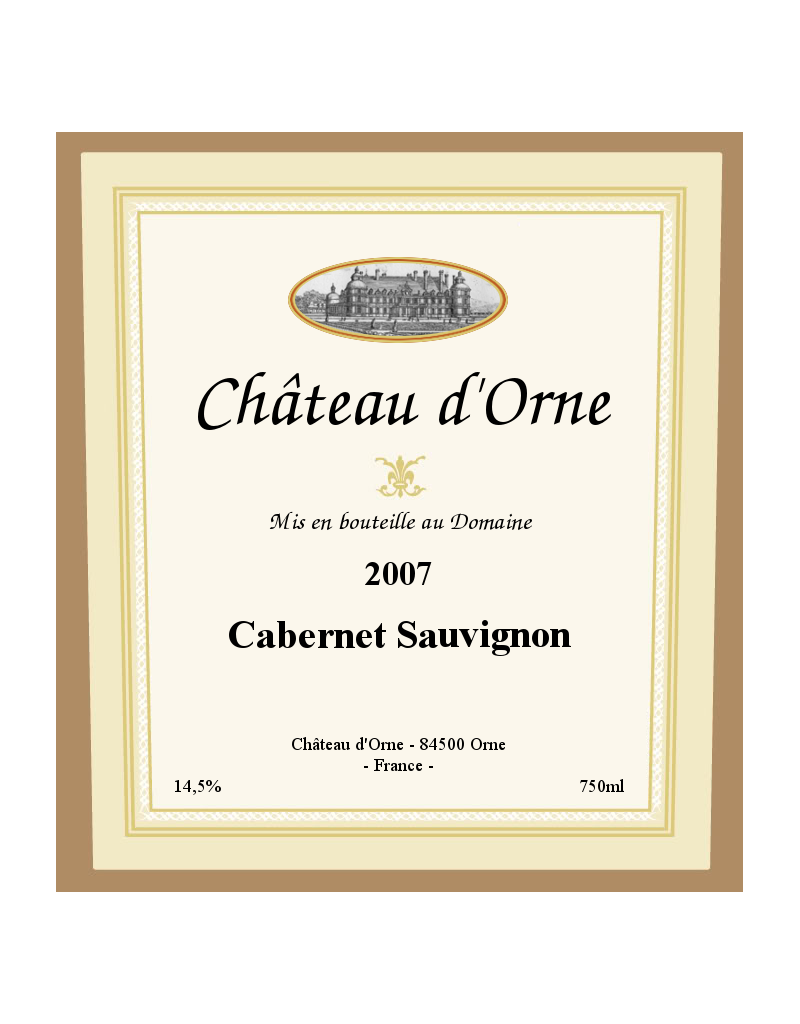 Château d'Orne
Mis en bouteille au Domaine
2007
Cabernet Sauvignon
Château d'Orne - 84500 Orne
- France -
14,5% 750ml